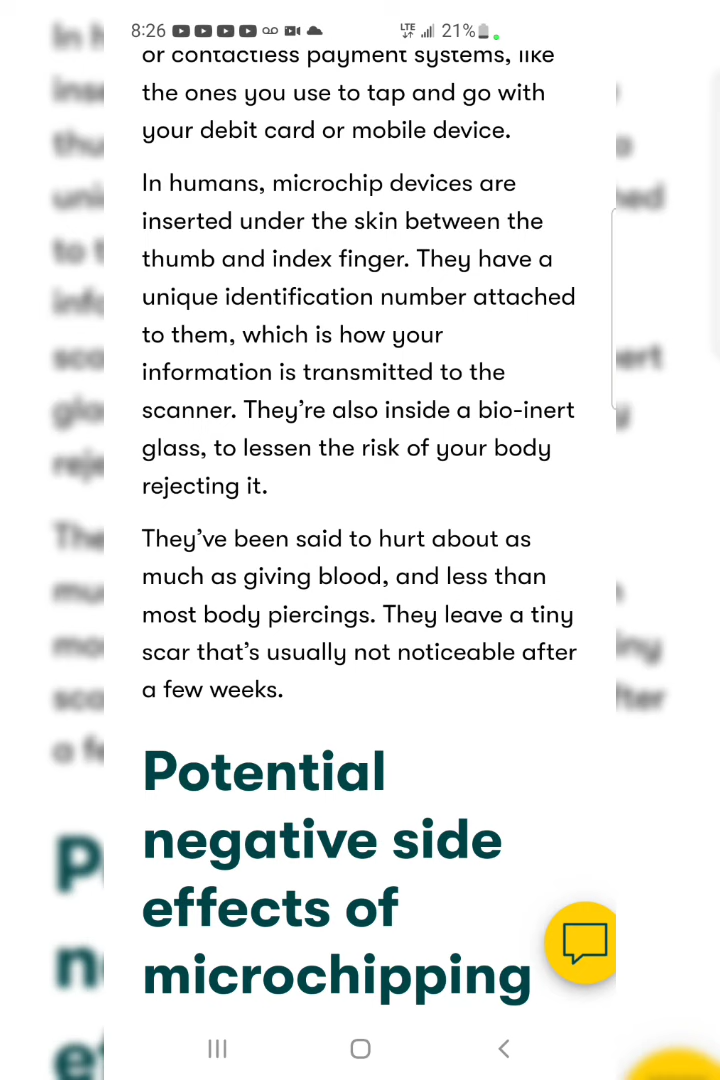 8:26
LTE
21%
or contactless payment systems, like
the ones you use to tap and go with
your debit card or mobile device.
In humans, microchip devices are
inserted under the skin between the
thumb and index finger. They have a
unique identification number attached
to them, which is how your
information is transmitted to the
scanner. They’re also inside a bio-inert
glass, to lessen the risk of your body
rejecting it.
They’ve been said to hurt about as
much as giving blood, and less than
most body piercings. They leave a tiny
scar that’s usually not noticeable after
a few weeks.
Potential
negative side
effects of
microchipping